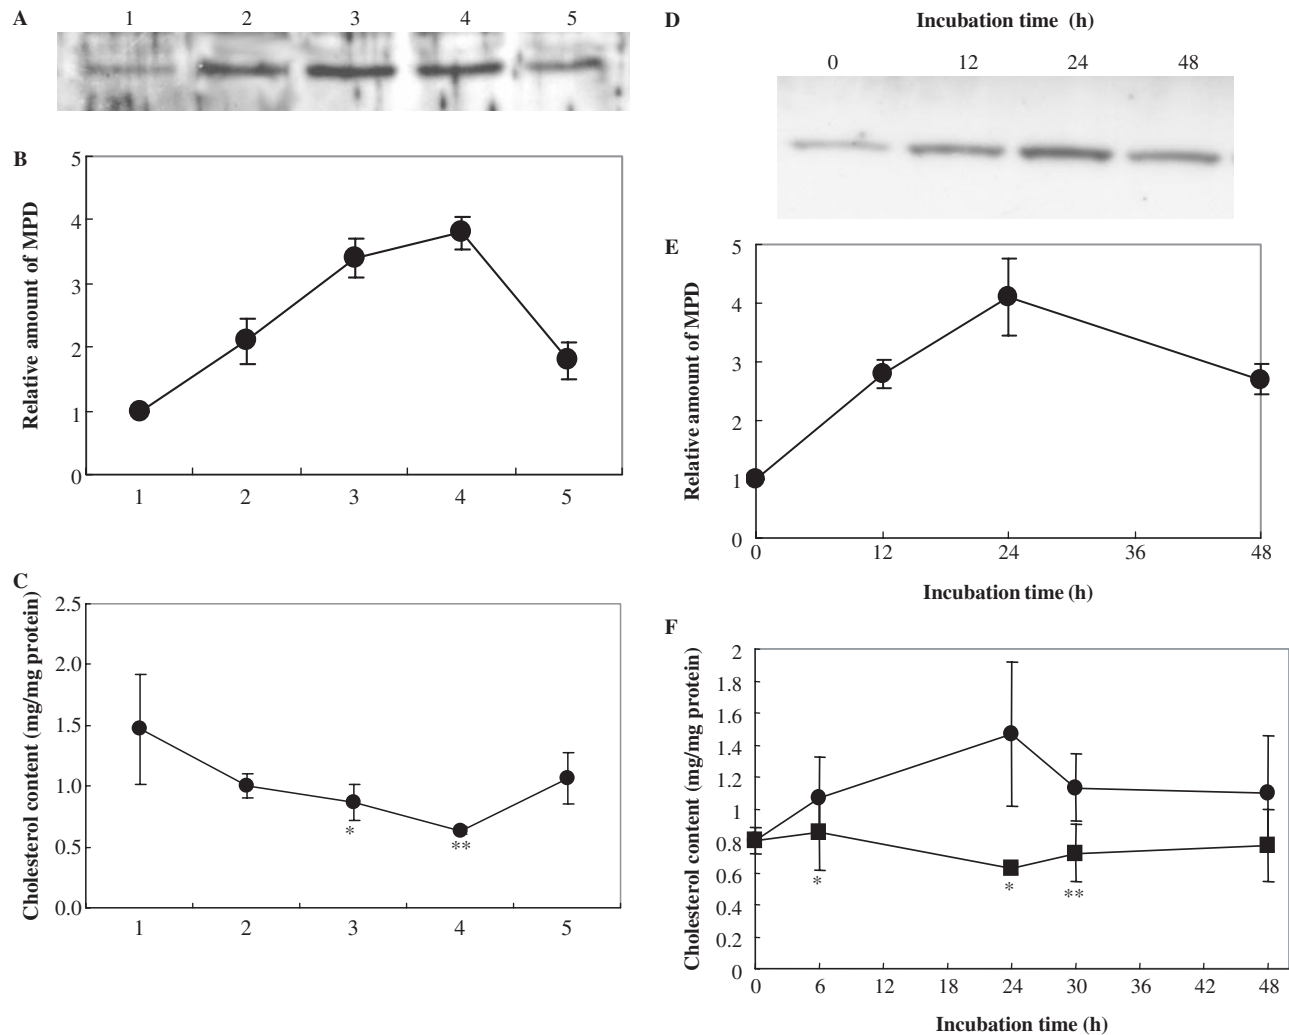 A
1 2 3 4 5
B
Relative amount of MPD
5
4
3
2
1
0
1 2 3 4 5
C
Cholesterol content (mg/mg protein)
2.5
2.0
1.5
1.0
0.5
0.0
*
**
1 2 3 4 5
D
Incubation time (h)
0 12 24 48
E
Relative amount of MPD
5
4
3
2
1
0
0 12 24 36 48
Incubation time (h)
F
Cholesterol content (mg/mg protein)
2
1.8
1.6
1.4
1.2
1
0.8
0.6
0.4
0.2
0
* * **
0 6 12 18 24 30 36 42 48
Incubation time (h)